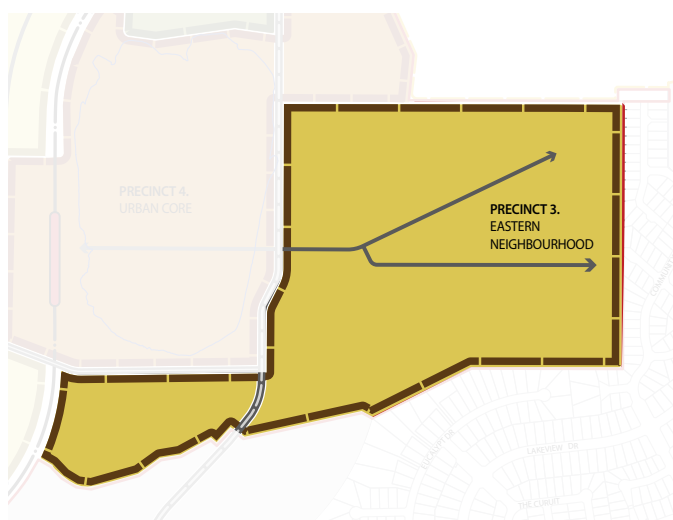 PRECINCT 4.
URBAN CORE
PRECINCT 3.
EASTERN
NEIGHBOURHOOD
LAKEVIEW DR